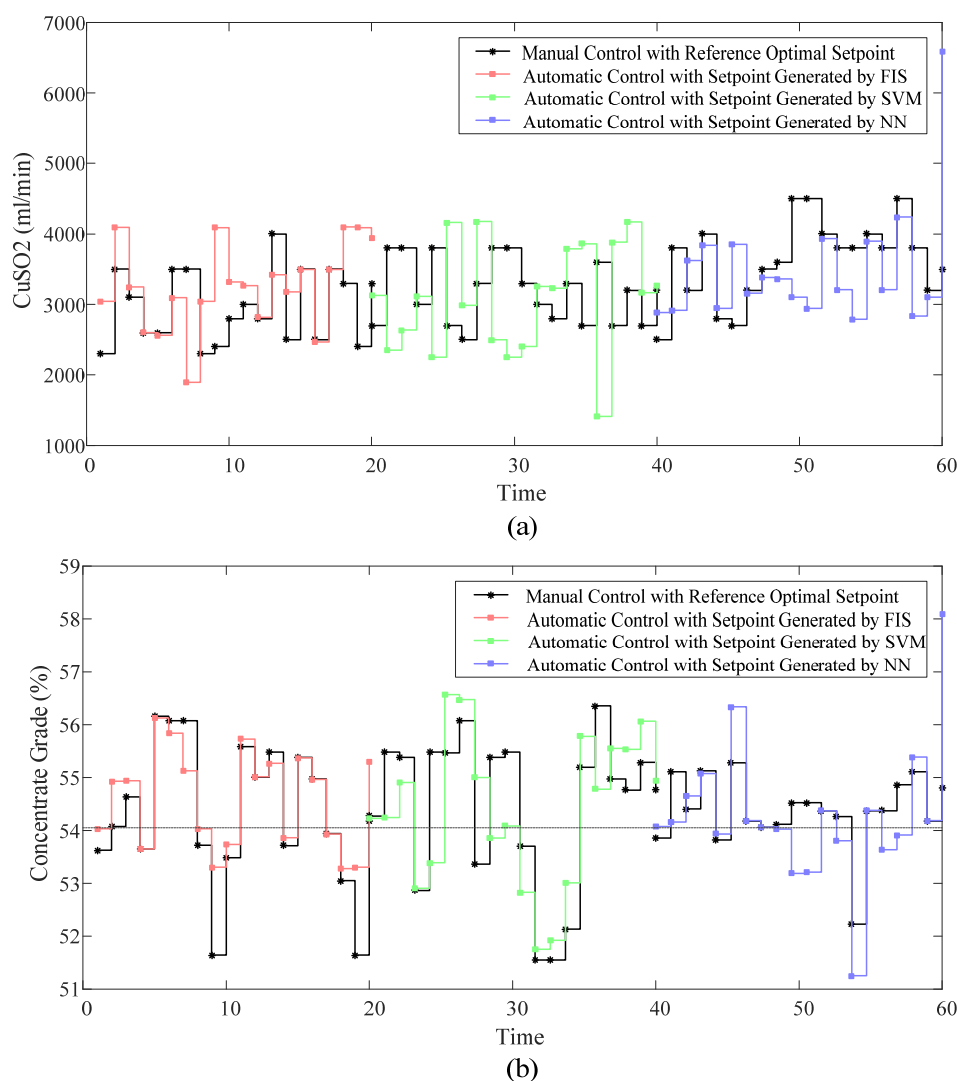 7000
6000
5000
4000
3000
2000
1000
CuSO2 (ml/min)
Manual Control with Reference Optimal Setpoint
Automatic Control with Setpoint Generated by FIS
Automatic Control with Setpoint Generated by SVM
Automatic Control with Setpoint Generated by NN
0 10 20 30 40 50 60
Time
(a)
59
58
57
56
55
54
53
52
51
Concentrate Grade (%)
Manual Control with Reference Optimal Setpoint
Automatic Control with Setpoint Generated by FIS
Automatic Control with Setpoint Generated by SVM
Automatic Control with Setpoint Generated by NN
0 10 20 30 40 50 60
Time
(b)